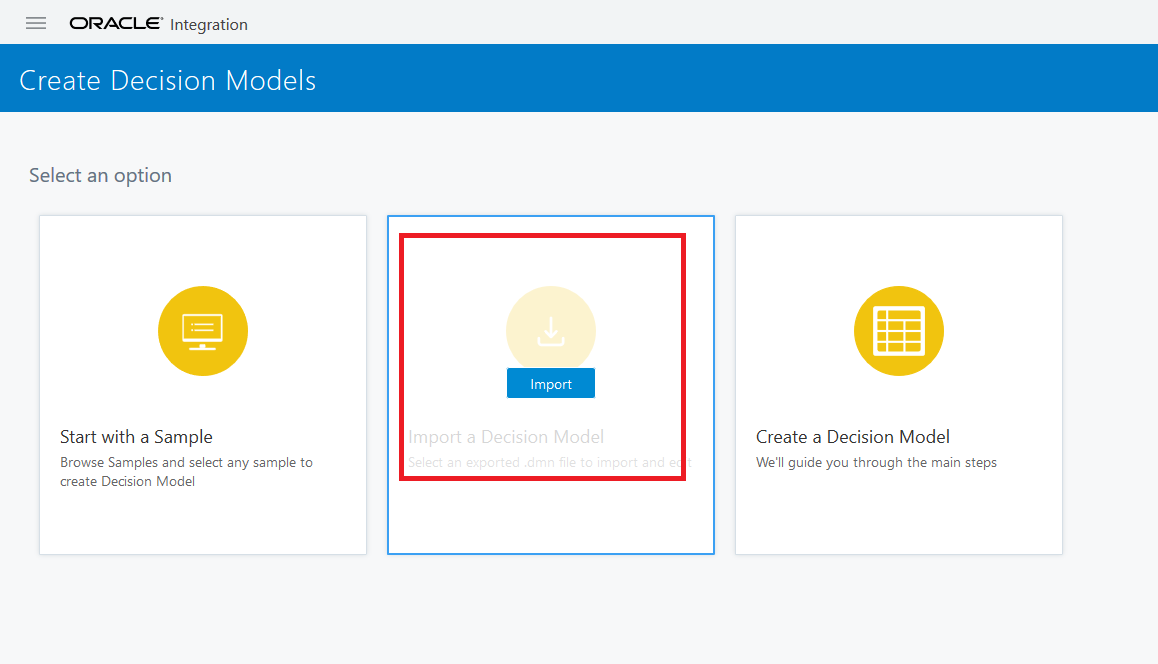 ORACLE Integration
Create Decision Models
Select an option
Start with a Sample
Browse Samples and select any sample to
create Decision Model
Import
Import a Decision Model
Select an exported .dmn file to import and edit
Create a Decision Model
We'll guide you through the main steps